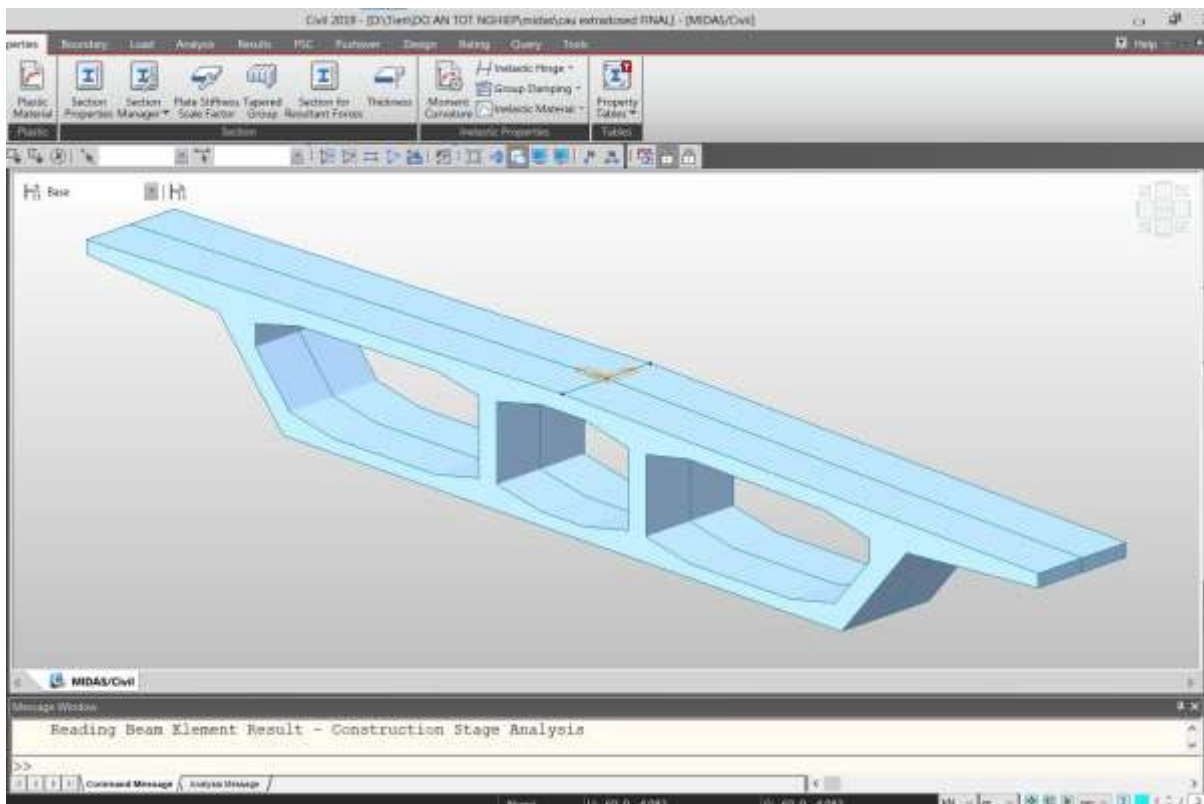 Civil 2019 - [D:\Tien\DO AN TOT NGHIEP\midas\cau extradosed FINAL] - [MIDAS/Civil]
perties Boundary Load Analysis Results PSC Pushover Design Rating Query Tools
Help
Plastic Material
Section Properties
Section Manager
Plate Stiffness Scale Factor
Tapered Group
Section for Resultant Forces
Thickness
Moment Curvature
Inelastic Hinge
Group Damping
Inelastic Material
Property Tables
Plastic Section Inelastic Properties Tables
Base
MIDAS/Civil
Message Window
Reading Beam Element Result - Construction Stage Analysis
>>
Command Message Analysis Message